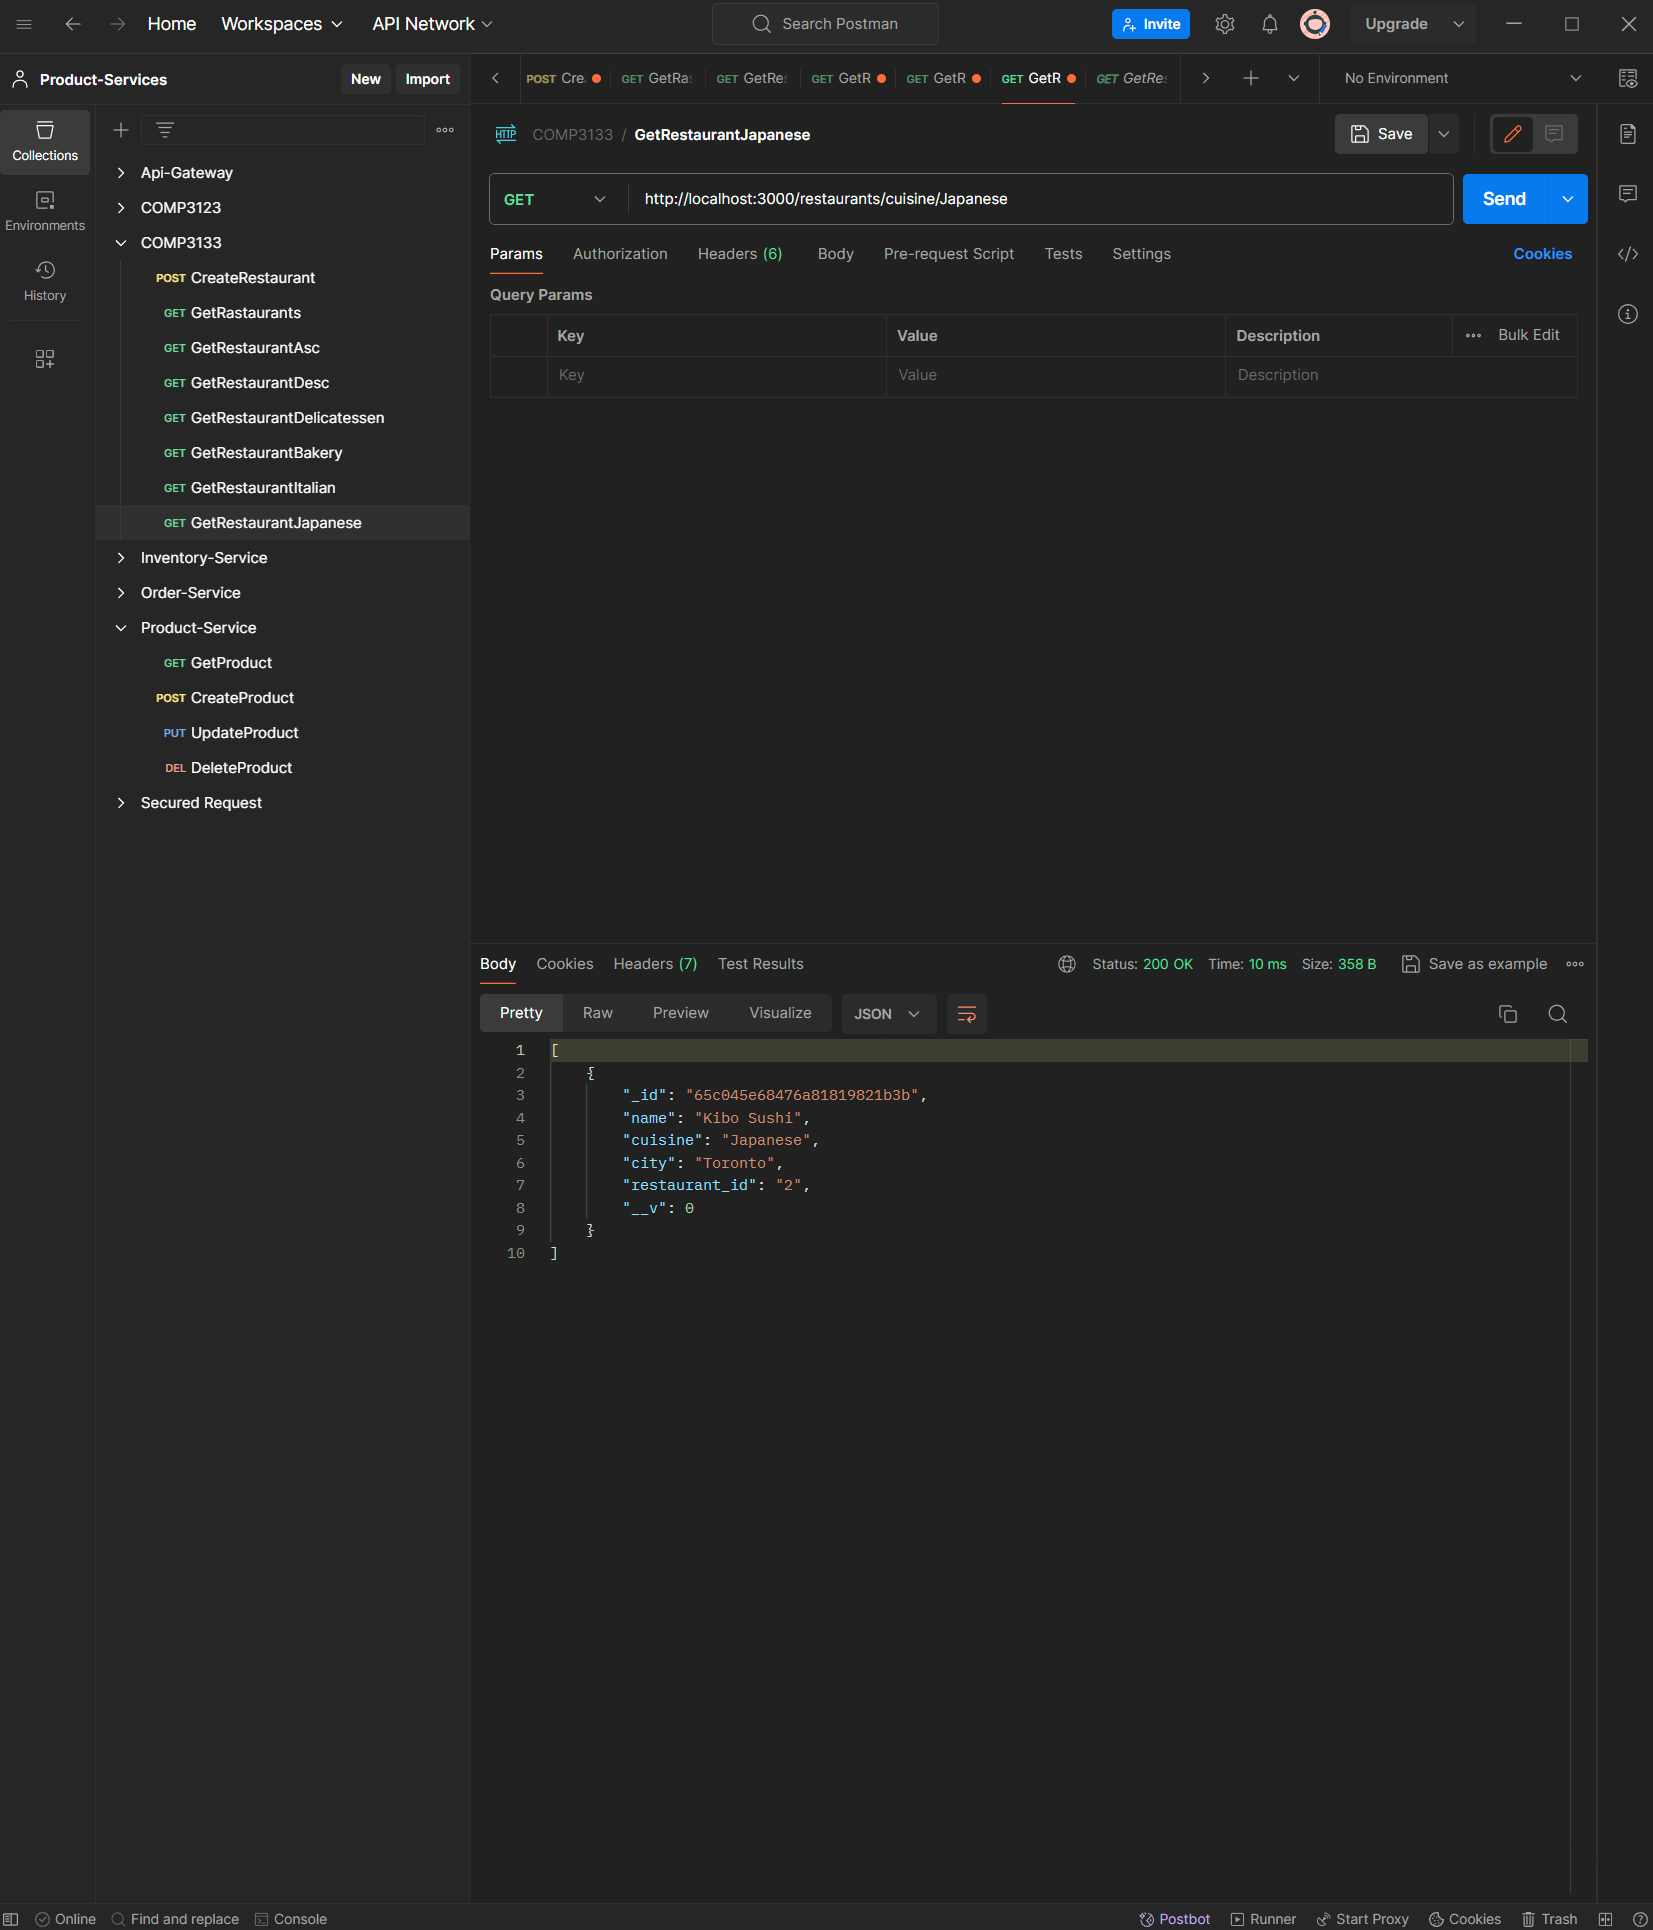 Home Workspaces API Network Search Postman Invite Upgrade
Product-Services New Import
POST Cre GET GetRa GET GetRe GET GetR GET GetR GET GetR GET GetRe No Environment
Collections
Environments
History
Api-Gateway
COMP3123
COMP3133
POST CreateRestaurant
GET GetRastaurants
GET GetRestaurantAsc
GET GetRestaurantDesc
GET GetRestaurantDelicatessen
GET GetRestaurantBakery
GET GetRestaurantItalian
GET GetRestaurantJapanese
Inventory-Service
Order-Service
Product-Service
GET GetProduct
POST CreateProduct
PUT UpdateProduct
DEL DeleteProduct
Secured Request
HTTP COMP3133 / GetRestaurantJapanese Save
GET http://localhost:3000/restaurants/cuisine/Japanese Send
Params Authorization Headers (6) Body Pre-request Script Tests Settings Cookies
Query Params
Key Value Description Bulk Edit
Key Value Description
Body Cookies Headers (7) Test Results Status: 200 OK Time: 10 ms Size: 358 B Save as example
Pretty Raw Preview Visualize JSON
1 [
2 {
3 "_id": "65c045e68476a81819821b3b",
4 "name": "Kibo Sushi",
5 "cuisine": "Japanese",
6 "city": "Toronto",
7 "restaurant_id": "2",
8 "__v": 0
9 }
10 ]
Online Find and replace Console Postbot Runner Start Proxy Cookies Trash